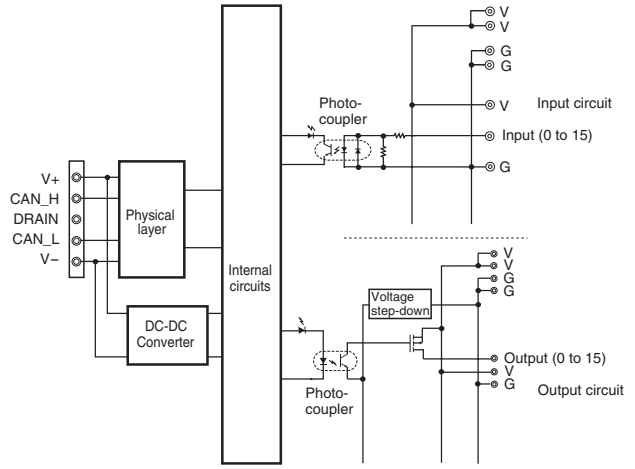 V
V
G
G
Photo-
coupler
V
Input circuit
Input (0 to 15)
G
V+
CAN_H
DRAIN
CAN_L
V−
Physical
layer
Internal
circuits
DC-DC
Converter
V
V
G
G
Voltage
step-down
Output (0 to 15)
V
G
Output circuit
Photo-
coupler